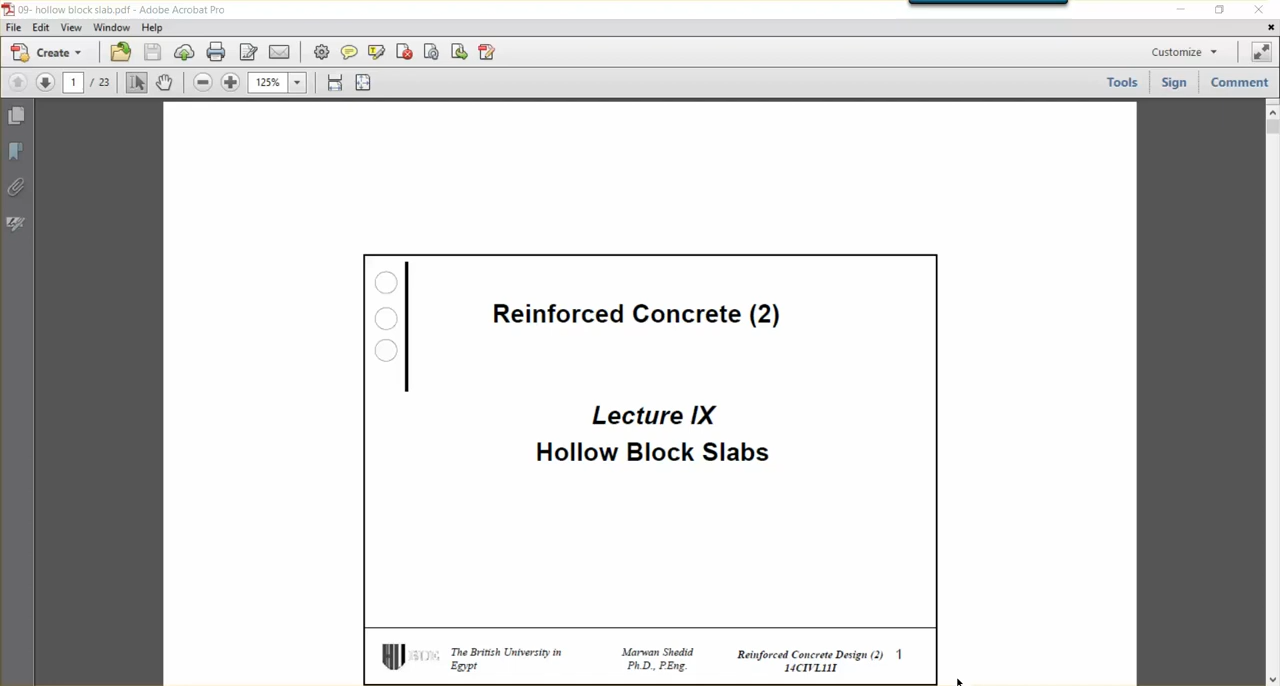 09- hollow block slab.pdf - Adobe Acrobat Pro
File Edit View Window Help
Create Customize
1 / 23 125% Tools Sign Comment
Reinforced Concrete (2)
Lecture IX
Hollow Block Slabs
The British University in
Egypt
Marwan Shedid
Ph.D., P.Eng.
Reinforced Concrete Design (2)
14CIVL11I
1